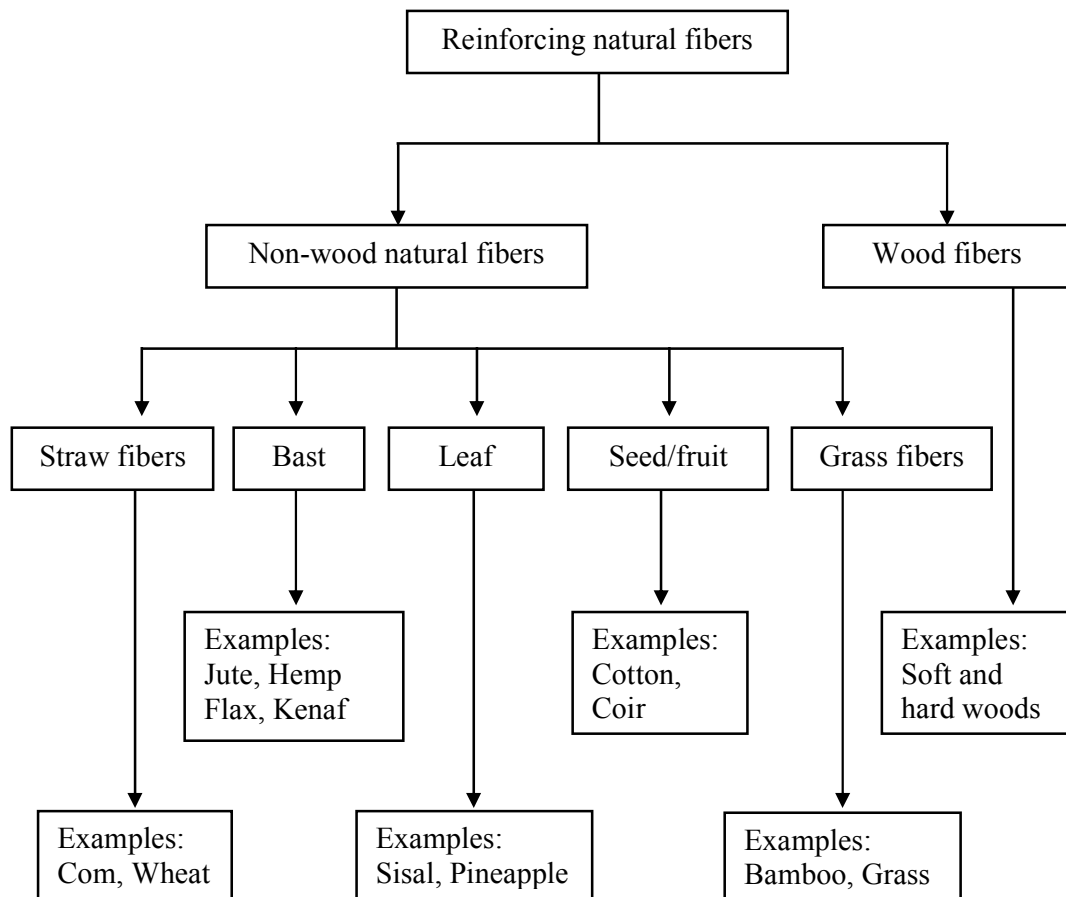 Reinforcing natural fibers
Non-wood natural fibers
Wood fibers
Straw fibers
Bast
Leaf
Seed/fruit
Grass fibers
Examples:
Jute, Hemp
Flax, Kenaf
Examples:
Cotton,
Coir
Examples:
Soft and
hard woods
Examples:
Com, Wheat
Examples:
Sisal, Pineapple
Examples:
Bamboo, Grass